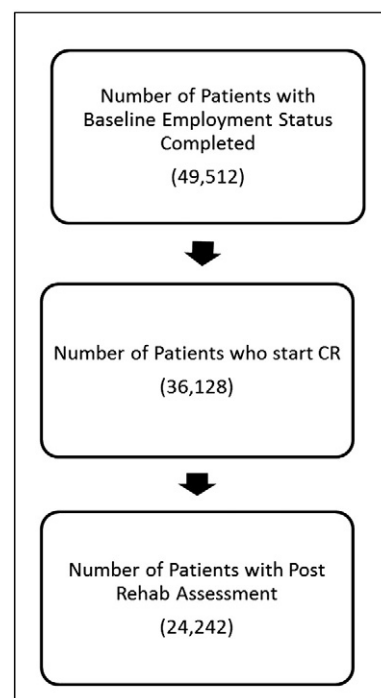 Number of Patients with
Baseline Employment Status
Completed
(49,512)
Number of Patients who start CR
(36,128)
Number of Patients with Post
Rehab Assessment
(24,242)